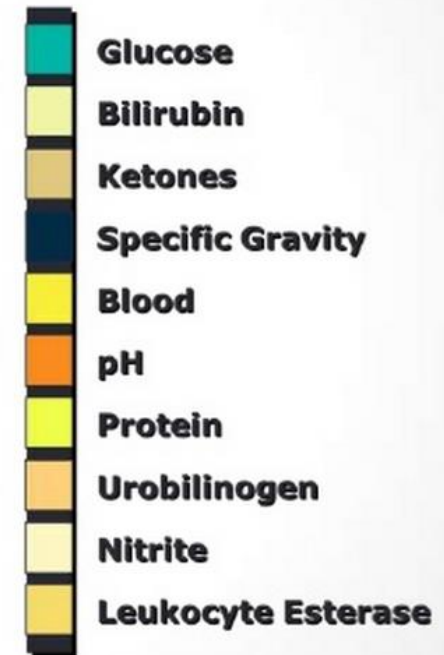 Glucose
Bilirubin
Ketones
Specific Gravity
Blood
pH
Protein
Urobilinogen
Nitrite
Leukocyte Esterase